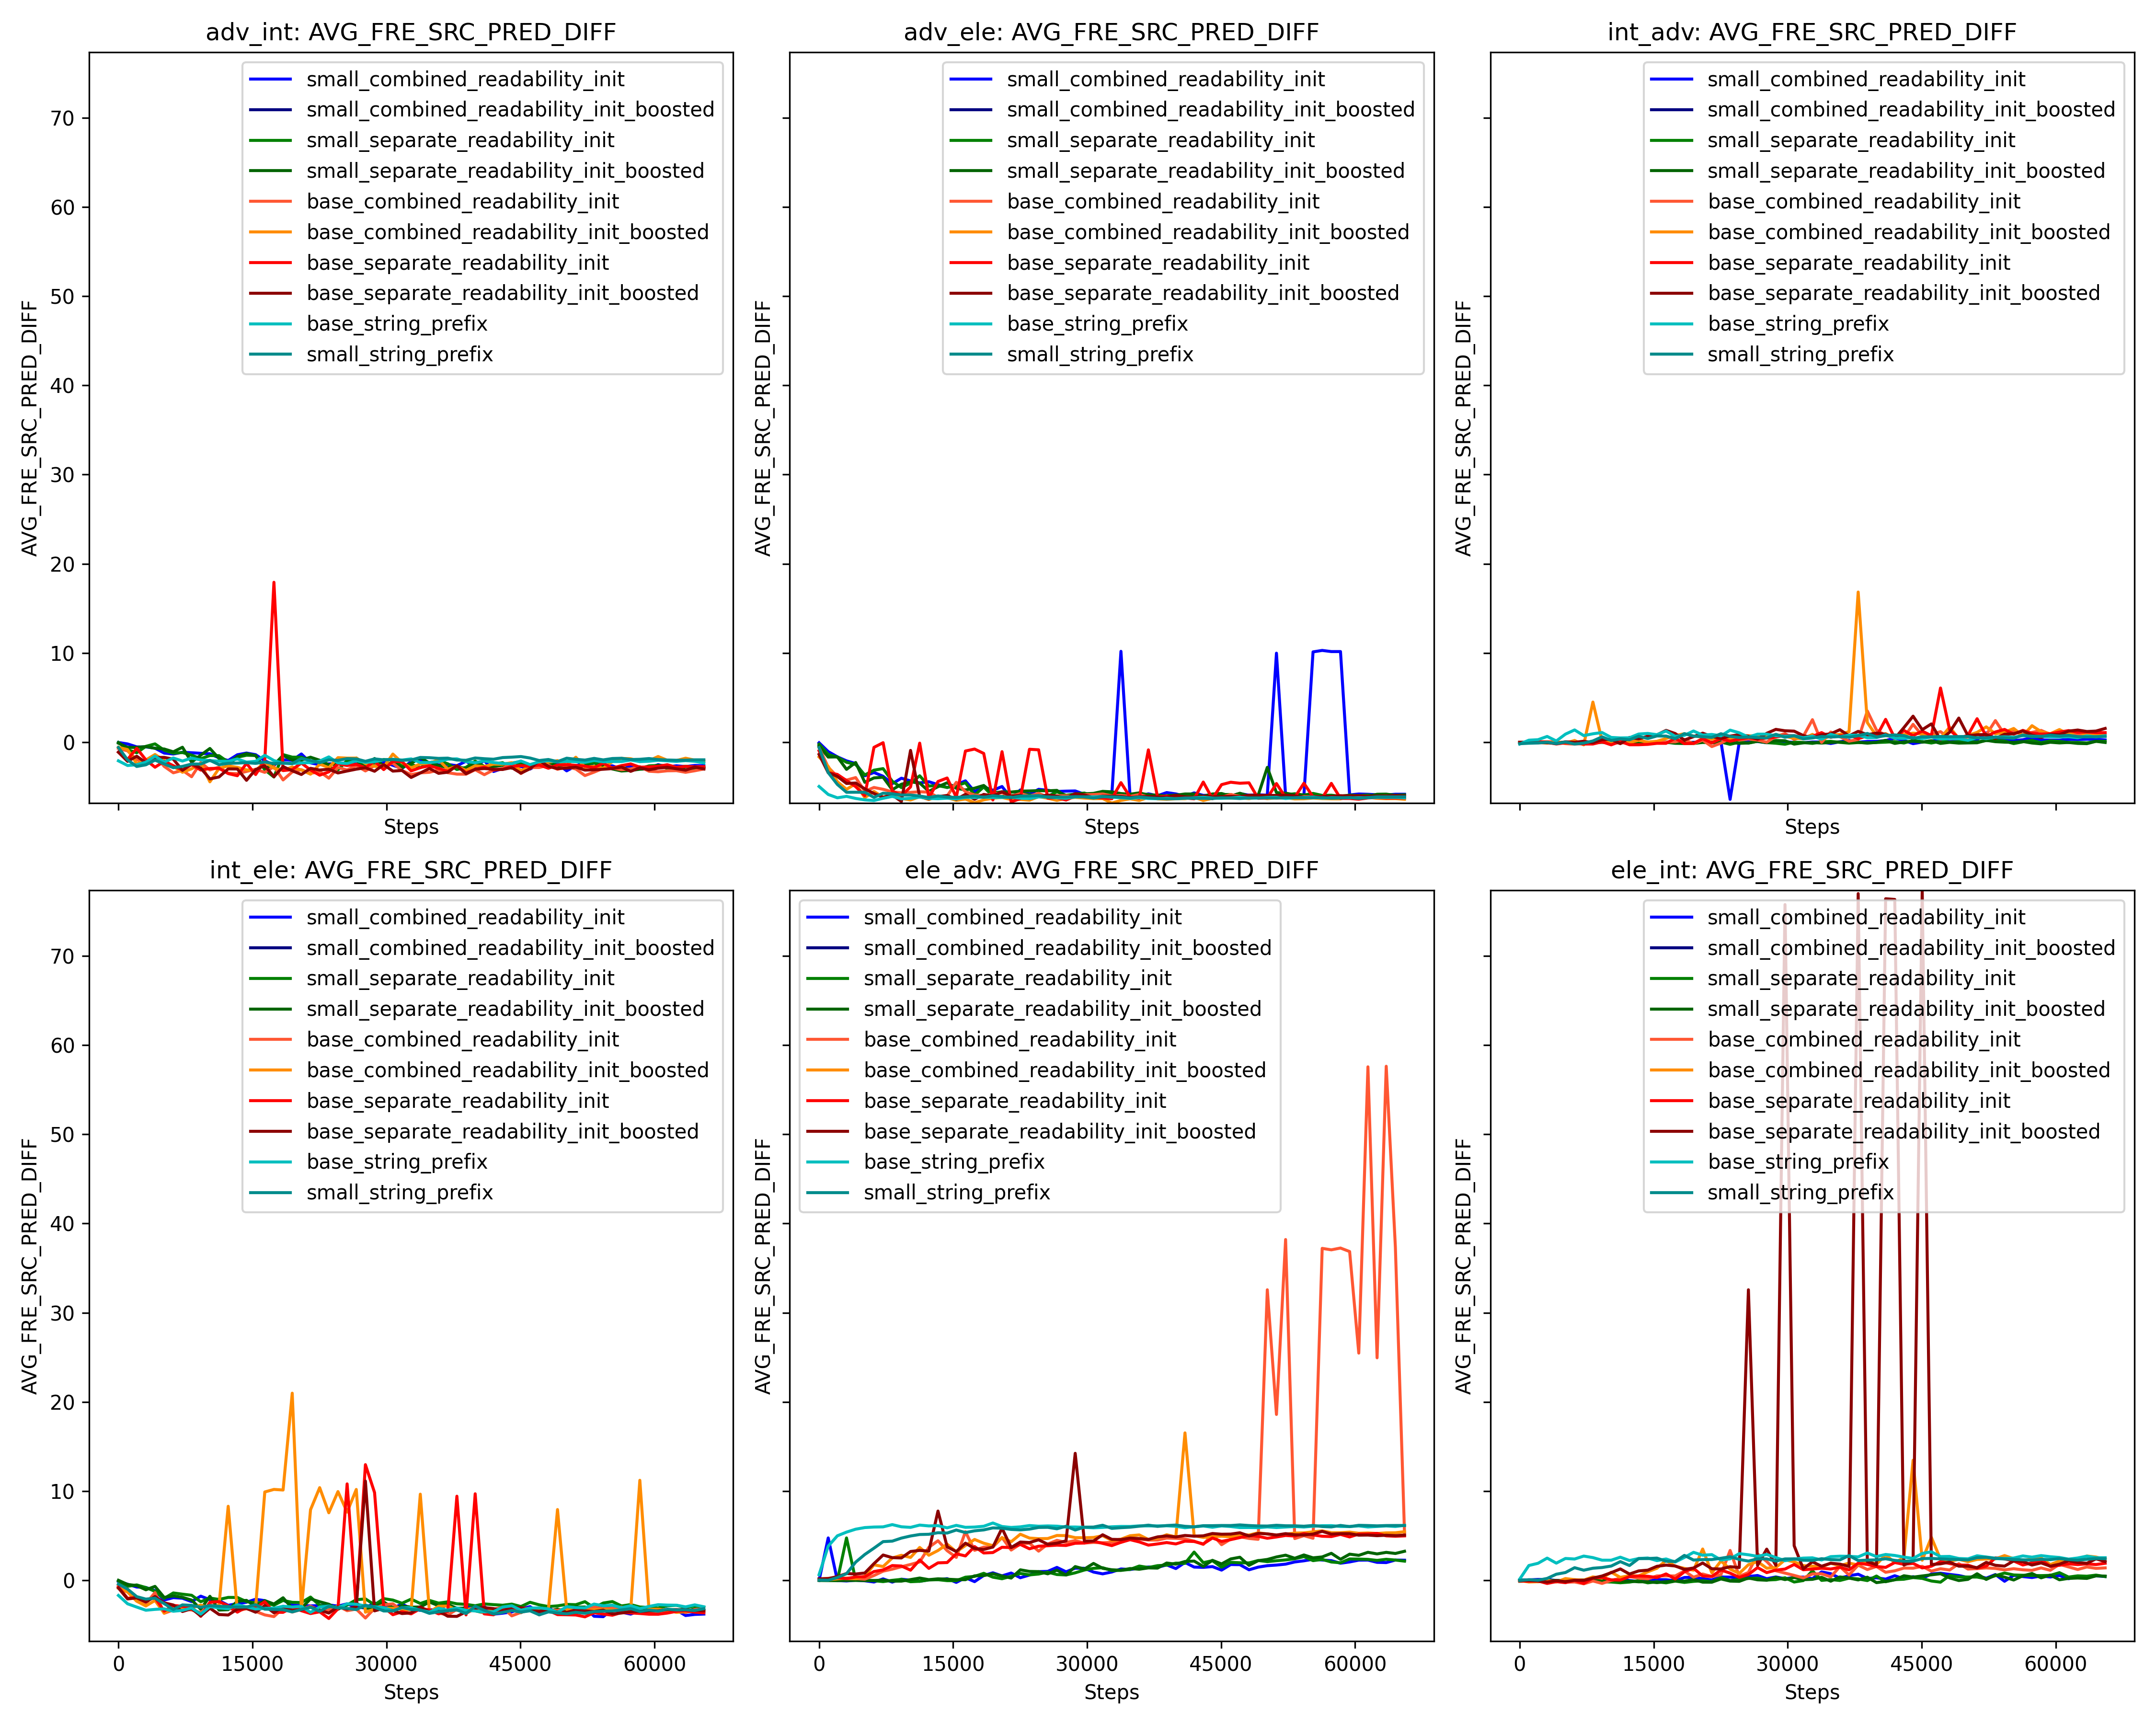 adv_int: AVG_FRE_SRC_PRED_DIFF
AVG_FRE_SRC_PRED_DIFF
70
60
50
40
30
20
10
0
small_combined_readability_init
small_combined_readability_init_boosted
small_separate_readability_init
small_separate_readability_init_boosted
base_combined_readability_init
base_combined_readability_init_boosted
base_separate_readability_init
base_separate_readability_init_boosted
base_string_prefix
small_string_prefix
Steps
adv_ele: AVG_FRE_SRC_PRED_DIFF
AVG_FRE_SRC_PRED_DIFF
small_combined_readability_init
small_combined_readability_init_boosted
small_separate_readability_init
small_separate_readability_init_boosted
base_combined_readability_init
base_combined_readability_init_boosted
base_separate_readability_init
base_separate_readability_init_boosted
base_string_prefix
small_string_prefix
Steps
int_adv: AVG_FRE_SRC_PRED_DIFF
AVG_FRE_SRC_PRED_DIFF
small_combined_readability_init
small_combined_readability_init_boosted
small_separate_readability_init
small_separate_readability_init_boosted
base_combined_readability_init
base_combined_readability_init_boosted
base_separate_readability_init
base_separate_readability_init_boosted
base_string_prefix
small_string_prefix
Steps
int_ele: AVG_FRE_SRC_PRED_DIFF
AVG_FRE_SRC_PRED_DIFF
70
60
50
40
30
20
10
0
small_combined_readability_init
small_combined_readability_init_boosted
small_separate_readability_init
small_separate_readability_init_boosted
base_combined_readability_init
base_combined_readability_init_boosted
base_separate_readability_init
base_separate_readability_init_boosted
base_string_prefix
small_string_prefix
0 15000 30000 45000 60000
Steps
ele_adv: AVG_FRE_SRC_PRED_DIFF
AVG_FRE_SRC_PRED_DIFF
small_combined_readability_init
small_combined_readability_init_boosted
small_separate_readability_init
small_separate_readability_init_boosted
base_combined_readability_init
base_combined_readability_init_boosted
base_separate_readability_init
base_separate_readability_init_boosted
base_string_prefix
small_string_prefix
0 15000 30000 45000 60000
Steps
ele_int: AVG_FRE_SRC_PRED_DIFF
AVG_FRE_SRC_PRED_DIFF
small_combined_readability_init
small_combined_readability_init_boosted
small_separate_readability_init
small_separate_readability_init_boosted
base_combined_readability_init
base_combined_readability_init_boosted
base_separate_readability_init
base_separate_readability_init_boosted
base_string_prefix
small_string_prefix
0 15000 30000 45000 60000
Steps